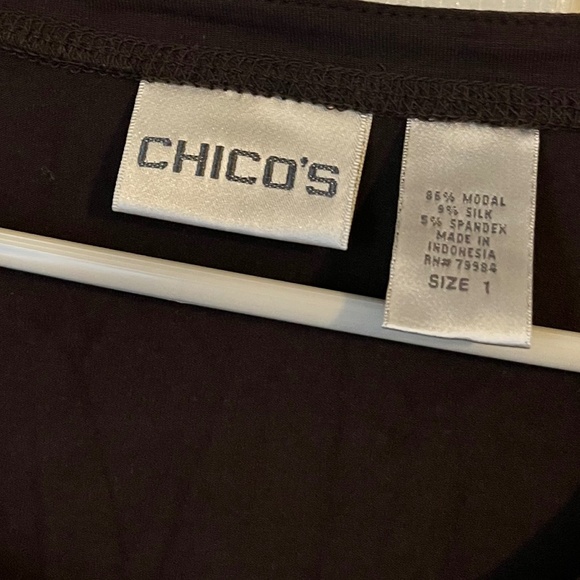 CHICO'S
86% MODAL
9% SILK
5% SPANDEX
MADE IN
INDONESIA
RN# 79984
SIZE 1